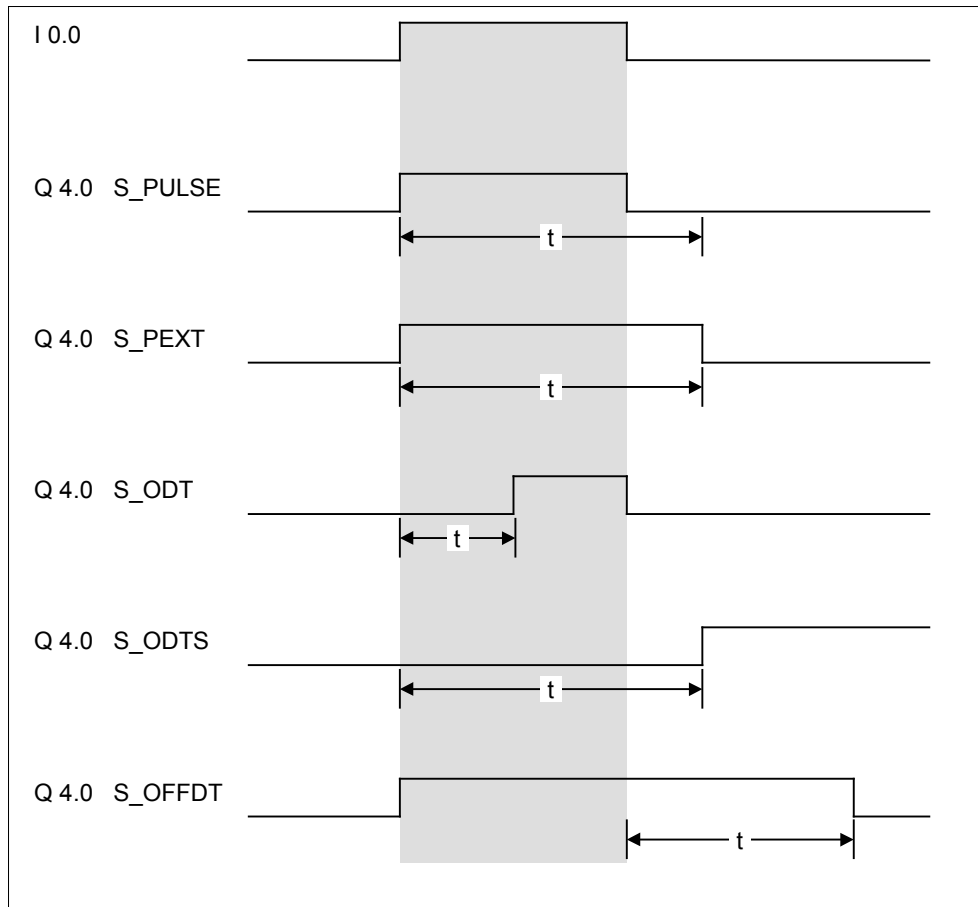 I 0.0
Q 4.0 S_PULSE
t
Q 4.0 S_PEXT
t
Q 4.0 S_ODT
t
Q 4.0 S_ODTS
t
Q 4.0 S_OFFDT
t